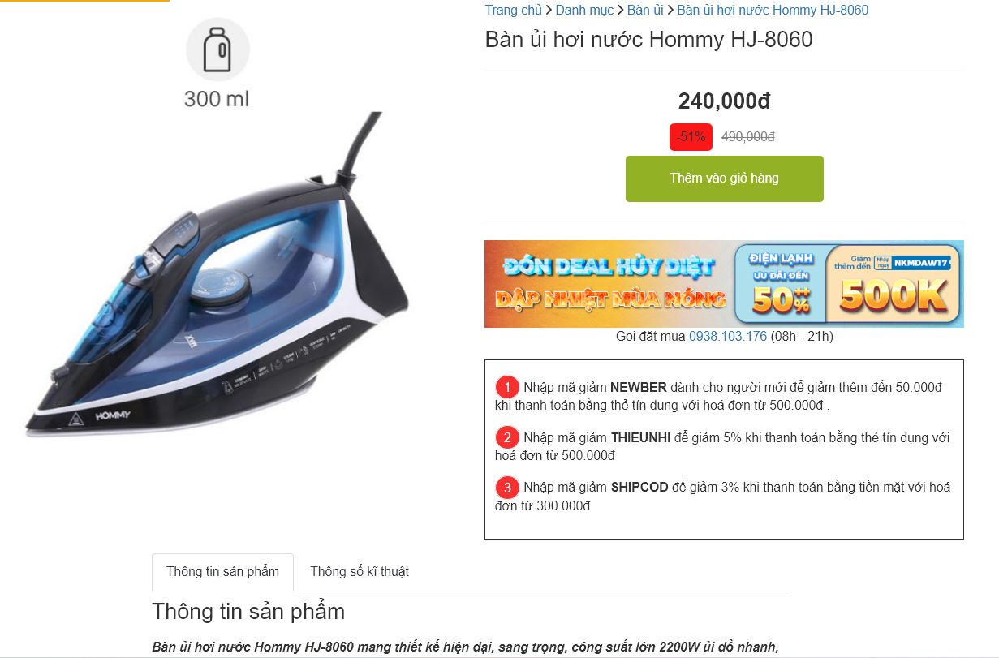 Trang chủ > Danh mục > Bàn ủi > Bàn ủi hơi nước Hommy HJ-8060
Bàn ủi hơi nước Hommy HJ-8060
300 ml
240,000đ
-51% 490,000đ
Thêm vào giỏ hàng
MAX
HÖMMY
ĐÓN DEAL HỦY DIỆT
DẬP NHIỆT MÙA NÓNG
ĐIỆN LẠNH
ƯU ĐÃI ĐẾN
50++%
Giảm thêm đến
Nhập ngay NKMDAW17
500K
Gọi đặt mua 0938.103.176 (08h - 21h)
1 Nhập mã giảm NEWBER dành cho người mới để giảm thêm đến 50.000đ
khi thanh toán bằng thẻ tín dụng với hoá đơn từ 500.000đ .
2 Nhập mã giảm THIEUNHI để giảm 5% khi thanh toán bằng thẻ tín dụng với
hoá đơn từ 500.000đ
3 Nhập mã giảm SHIPCOD để giảm 3% khi thanh toán bằng tiền mặt với hoá
đơn từ 300.000đ
Thông tin sản phẩm Thông số kĩ thuật
Thông tin sản phẩm
Bàn ủi hơi nước Hommy HJ-8060 mang thiết kế hiện đại, sang trọng, công suất lớn 2200W ủi đồ nhanh,